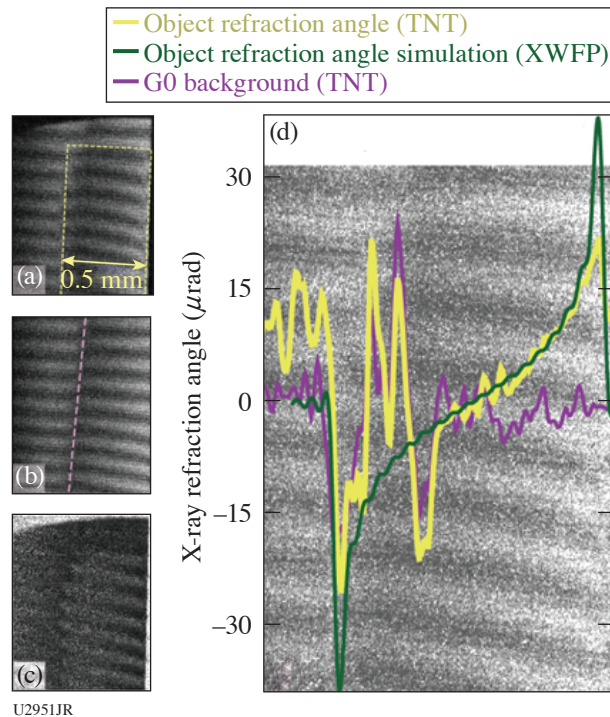 Object refraction angle (TNT)
Object refraction angle simulation (XWFP)
G0 background (TNT)
(a)
0.5 mm
(b)
(c)
(d)
X-ray refraction angle (μrad)
30
15
0
–15
–30
U2951JR